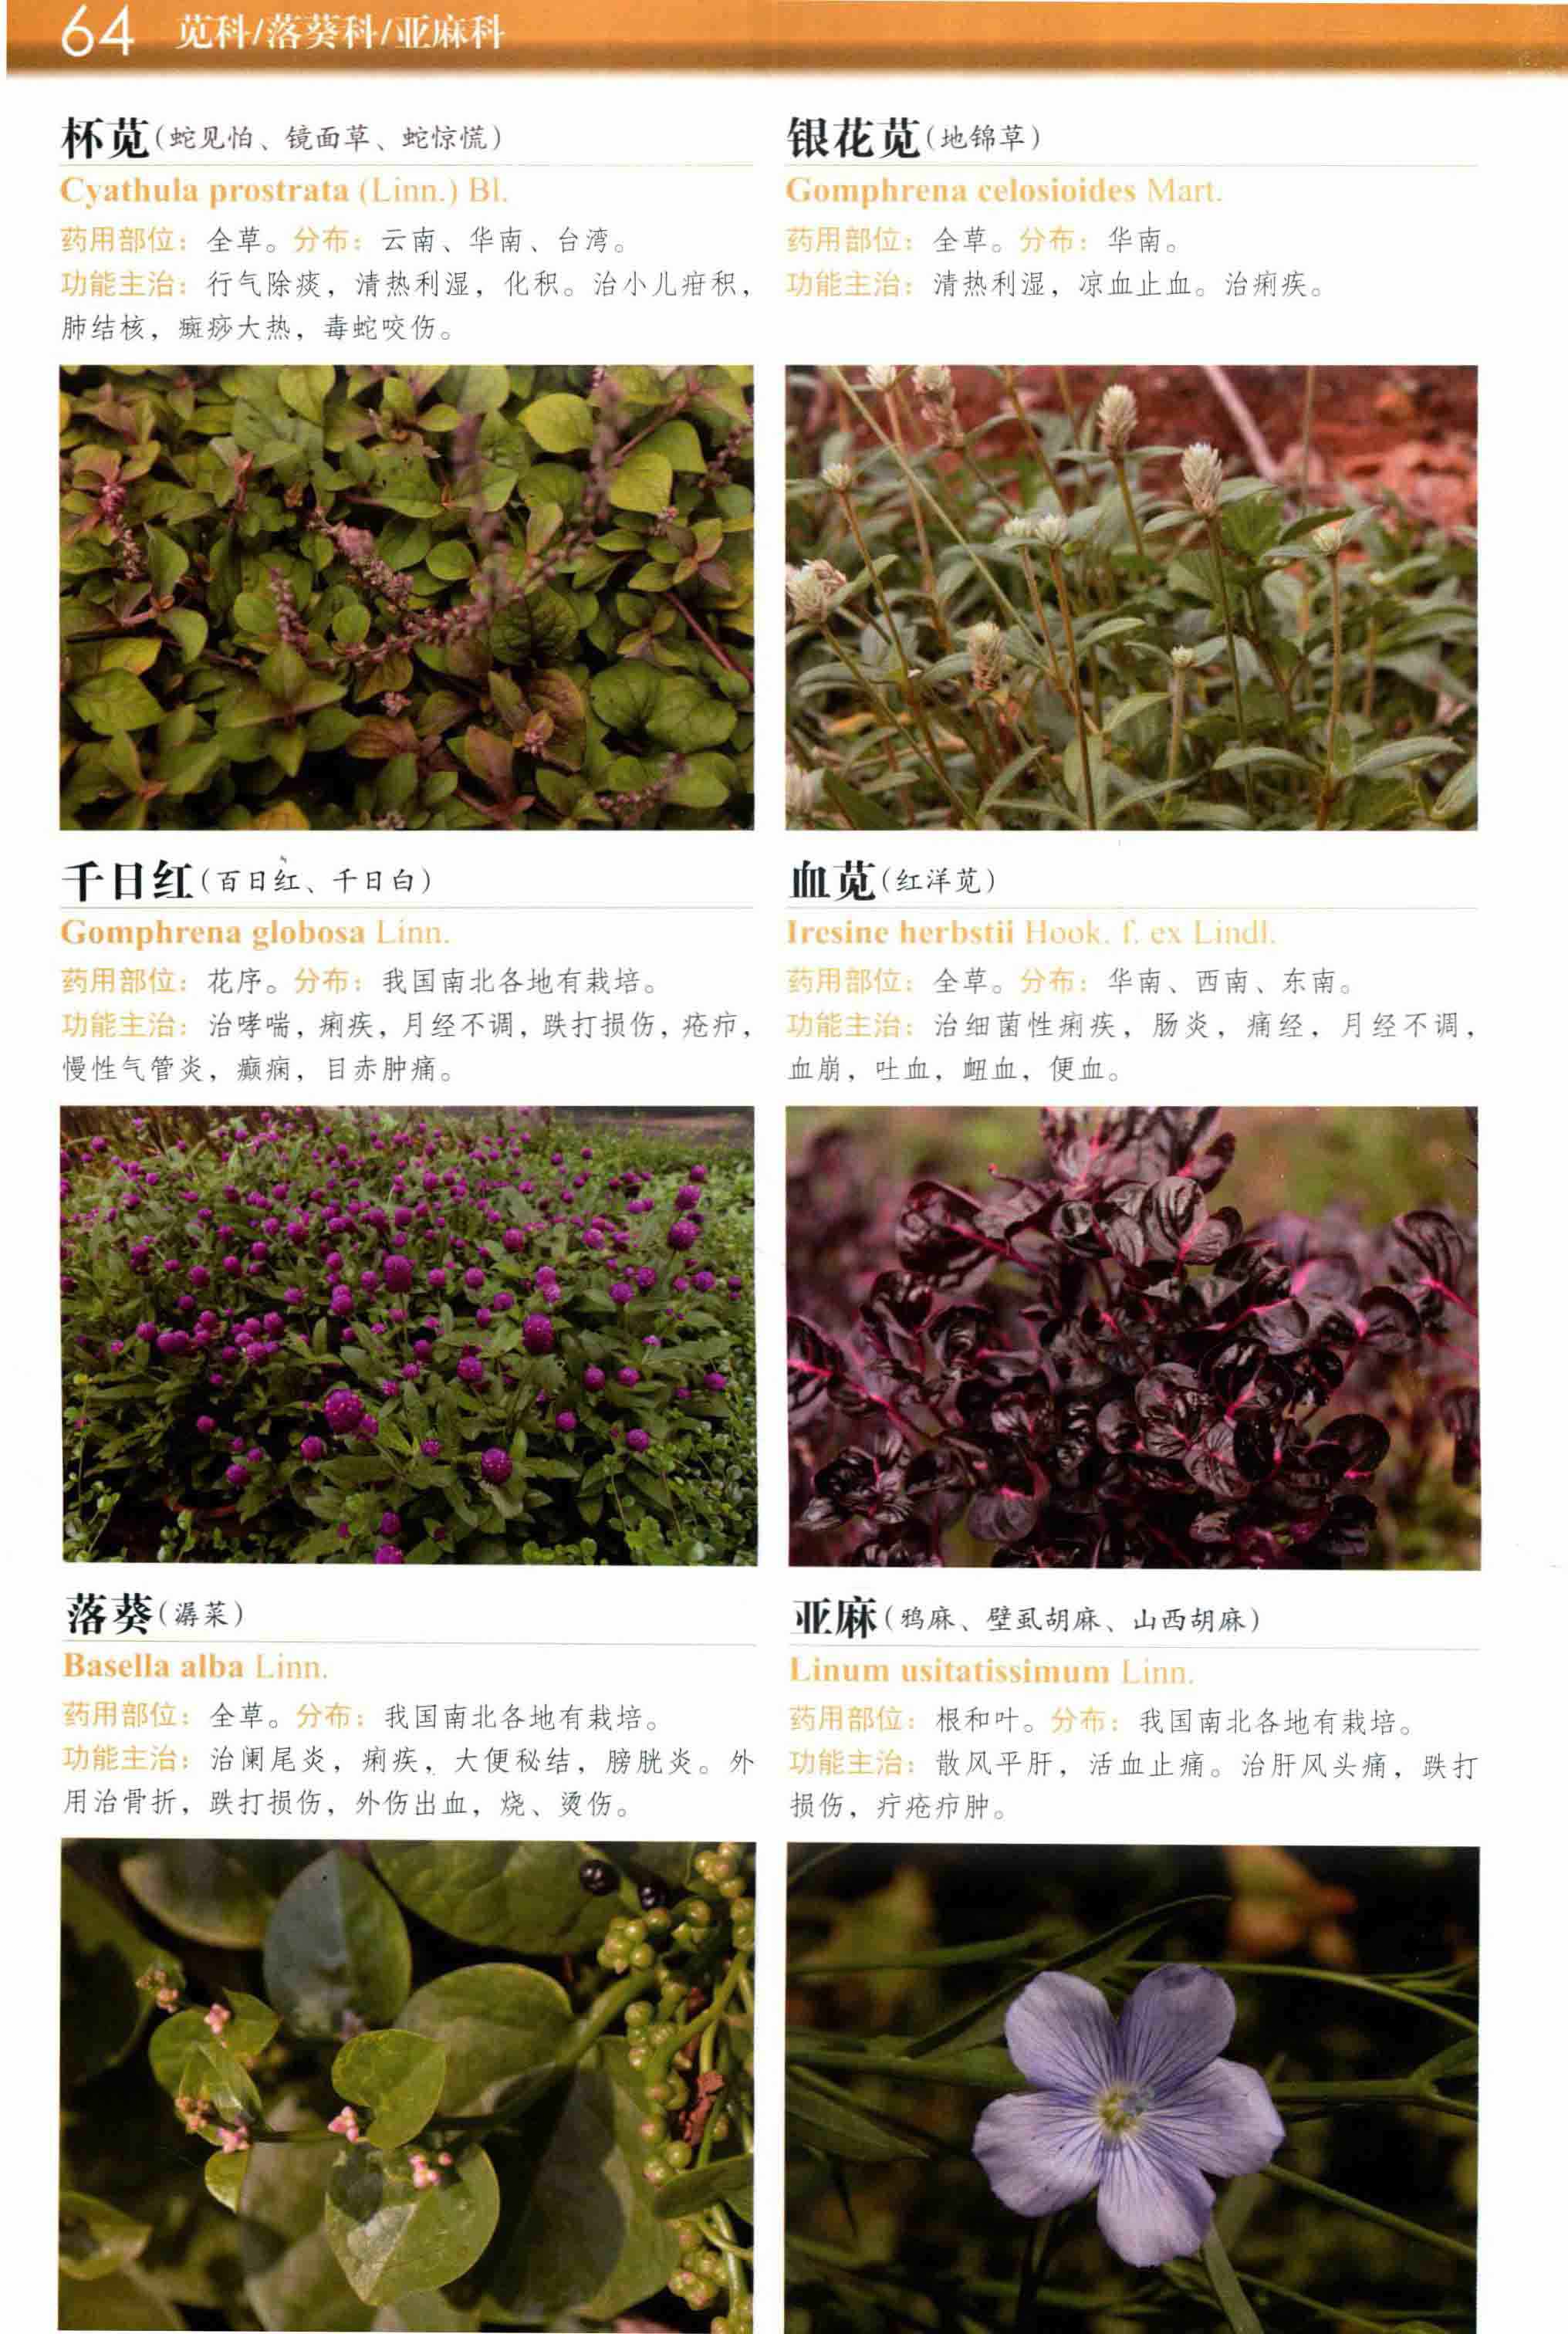 64 苋科/落葵科/亚麻科
杯苋(蛇见怕、镜面草、蛇惊慌)
Cyathula prostrata (Linn.) Bl.
药用部位：全草。分布：云南、华南、台湾。
功能主治：行气除痰，清热利湿，化积。治小儿疳积，
肺结核，癍痧大热，毒蛇咬伤。
银花苋(地锦草)
Gomphrena celosioides Mart.
药用部位：全草。分布：华南。
功能主治：清热利湿，凉血止血。治痢疾。
千日红(百日红、千日白)
Gomphrena globosa Linn.
药用部位：花序。分布：我国南北各地有栽培。
功能主治：治哮喘，痢疾，月经不调，跌打损伤，疮疖，
慢性气管炎，癫痫，目赤肿痛。
血苋(红洋苋)
Iresine herbstii Hook. f. ex Lindl.
药用部位：全草。分布：华南、西南、东南。
功能主治：治细菌性痢疾，肠炎，痛经，月经不调，
血崩，吐血，衄血，便血。
落葵(潺菜)
Basella alba Linn.
药用部位：全草。分布：我国南北各地有栽培。
功能主治：治阑尾炎，痢疾，大便秘结，膀胱炎。外
用治骨折，跌打损伤，外伤出血，烧、烫伤。
亚麻(鸦麻、壁虱胡麻、山西胡麻)
Linum usitatissimum Linn.
药用部位：根和叶。分布：我国南北各地有栽培。
功能主治：散风平肝，活血止痛。治肝风头痛，跌打
损伤，疔疮疖肿。